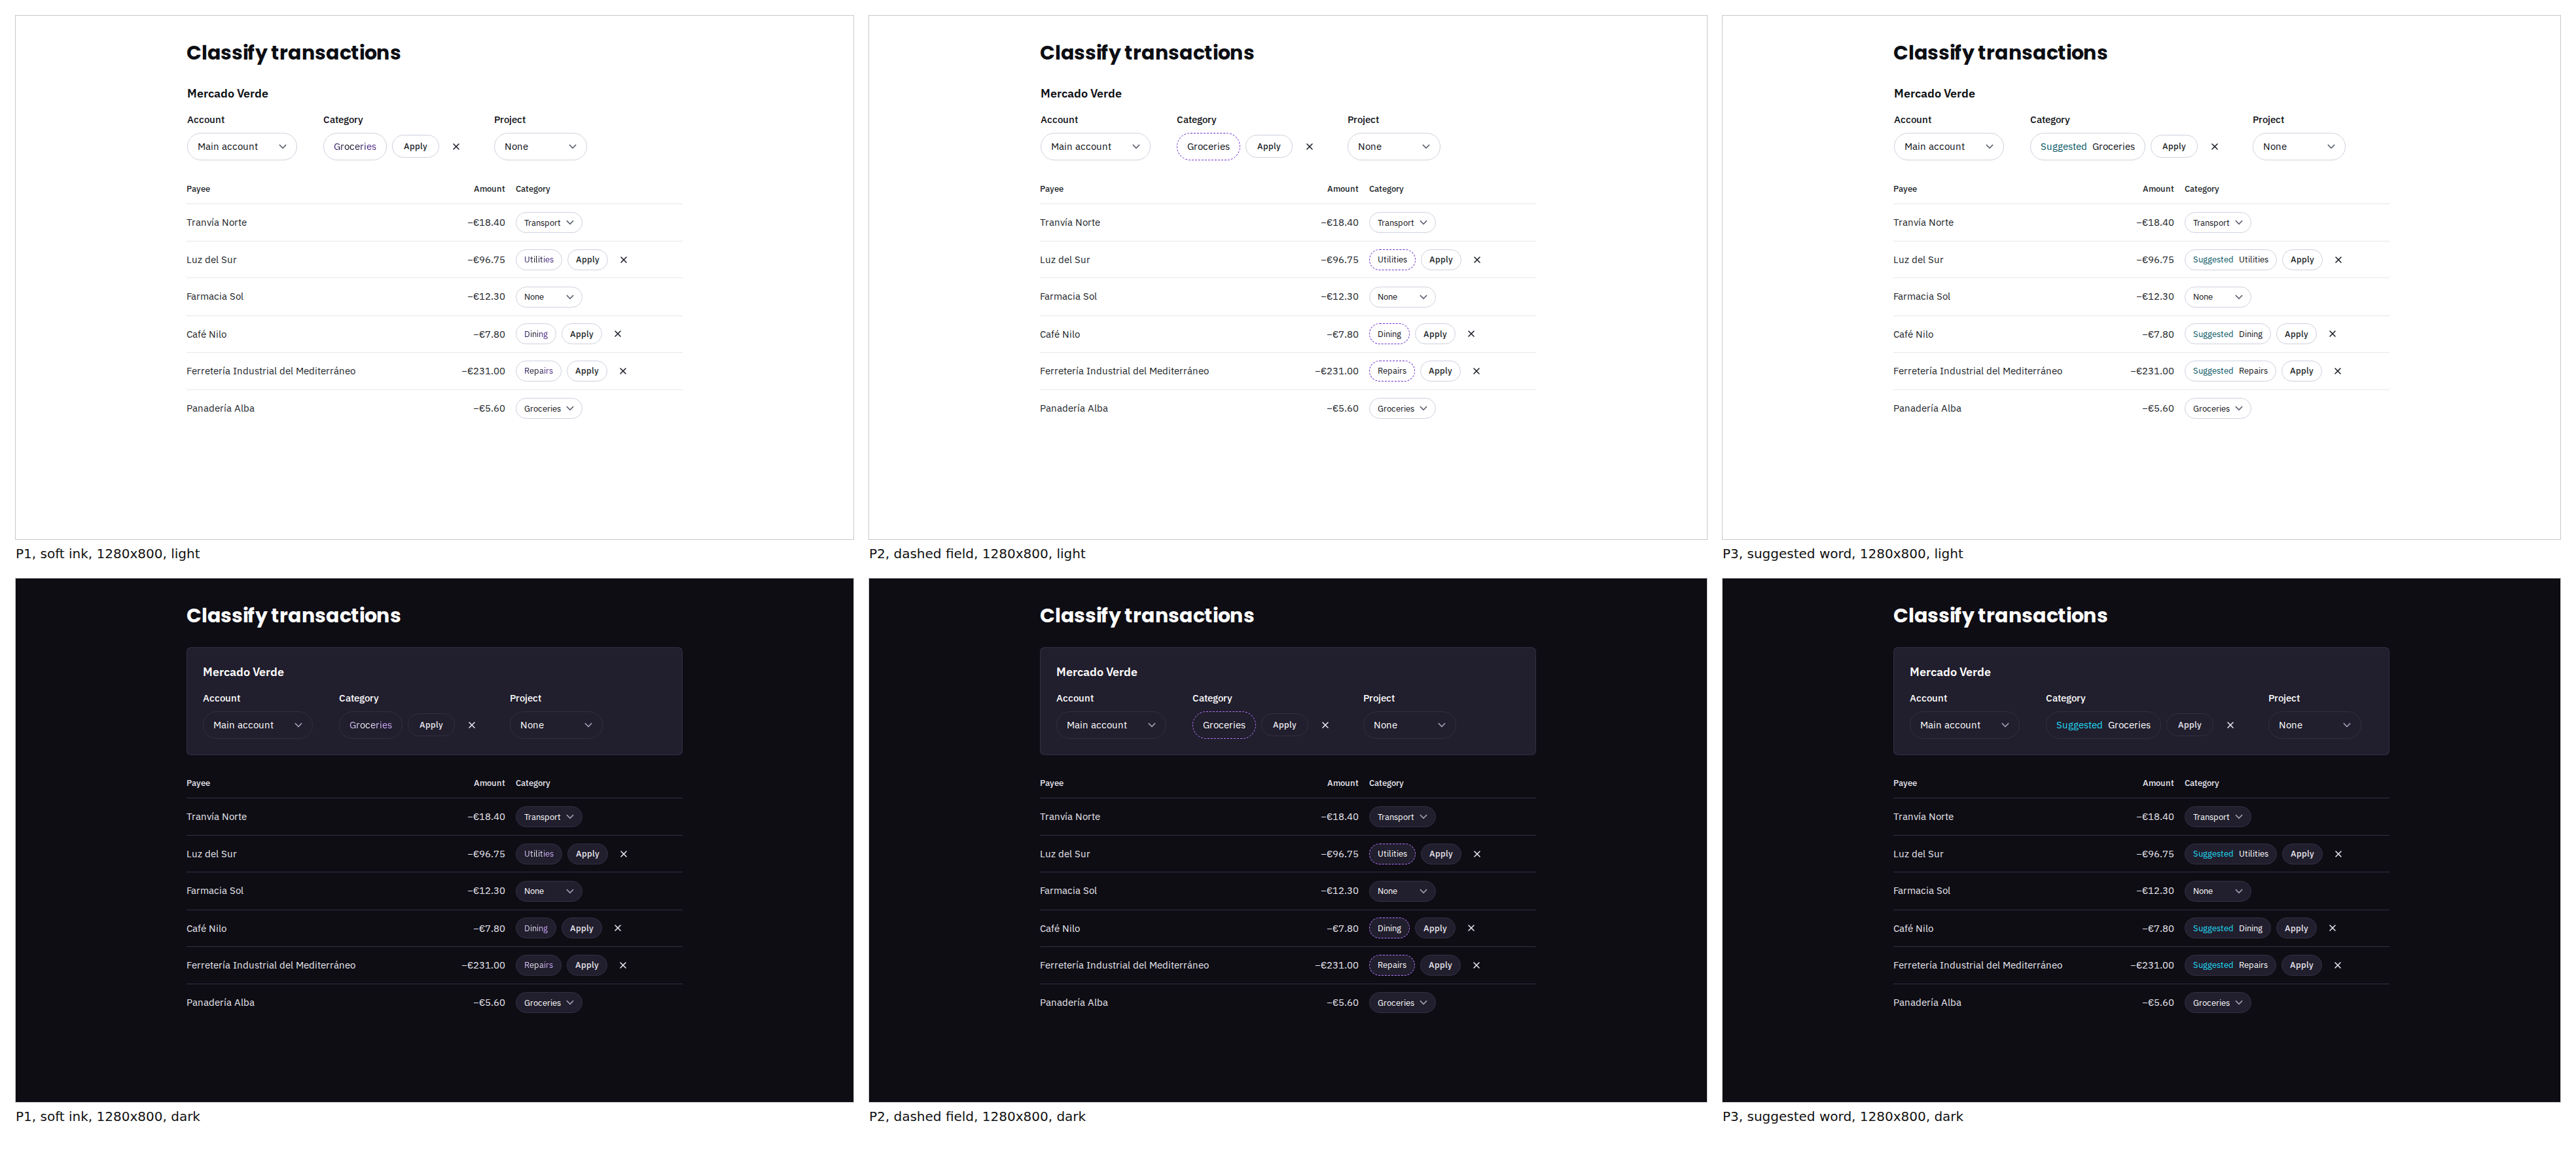 Classify transactions
Mercado Verde
Account Category Project
Main account Groceries Apply × None
Payee Amount Category
Tranvía Norte −€18.40 Transport
Luz del Sur −€96.75 Utilities Apply ×
Farmacia Sol −€12.30 None
Café Nilo −€7.80 Dining Apply ×
Ferretería Industrial del Mediterráneo −€231.00 Repairs Apply ×
Panadería Alba −€5.60 Groceries
P1, soft ink, 1280x800, light
Classify transactions
Mercado Verde
Account Category Project
Main account Groceries Apply × None
Payee Amount Category
Tranvía Norte −€18.40 Transport
Luz del Sur −€96.75 Utilities Apply ×
Farmacia Sol −€12.30 None
Café Nilo −€7.80 Dining Apply ×
Ferretería Industrial del Mediterráneo −€231.00 Repairs Apply ×
Panadería Alba −€5.60 Groceries
P2, dashed field, 1280x800, light
Classify transactions
Mercado Verde
Account Category Project
Main account Suggested Groceries Apply × None
Payee Amount Category
Tranvía Norte −€18.40 Transport
Luz del Sur −€96.75 Suggested Utilities Apply ×
Farmacia Sol −€12.30 None
Café Nilo −€7.80 Suggested Dining Apply ×
Ferretería Industrial del Mediterráneo −€231.00 Suggested Repairs Apply ×
Panadería Alba −€5.60 Groceries
P3, suggested word, 1280x800, light
Classify transactions
Mercado Verde
Account Category Project
Main account Groceries Apply × None
Payee Amount Category
Tranvía Norte −€18.40 Transport
Luz del Sur −€96.75 Utilities Apply ×
Farmacia Sol −€12.30 None
Café Nilo −€7.80 Dining Apply ×
Ferretería Industrial del Mediterráneo −€231.00 Repairs Apply ×
Panadería Alba −€5.60 Groceries
P1, soft ink, 1280x800, dark
Classify transactions
Mercado Verde
Account Category Project
Main account Groceries Apply × None
Payee Amount Category
Tranvía Norte −€18.40 Transport
Luz del Sur −€96.75 Utilities Apply ×
Farmacia Sol −€12.30 None
Café Nilo −€7.80 Dining Apply ×
Ferretería Industrial del Mediterráneo −€231.00 Repairs Apply ×
Panadería Alba −€5.60 Groceries
P2, dashed field, 1280x800, dark
Classify transactions
Mercado Verde
Account Category Project
Main account Suggested Groceries Apply × None
Payee Amount Category
Tranvía Norte −€18.40 Transport
Luz del Sur −€96.75 Suggested Utilities Apply ×
Farmacia Sol −€12.30 None
Café Nilo −€7.80 Suggested Dining Apply ×
Ferretería Industrial del Mediterráneo −€231.00 Suggested Repairs Apply ×
Panadería Alba −€5.60 Groceries
P3, suggested word, 1280x800, dark